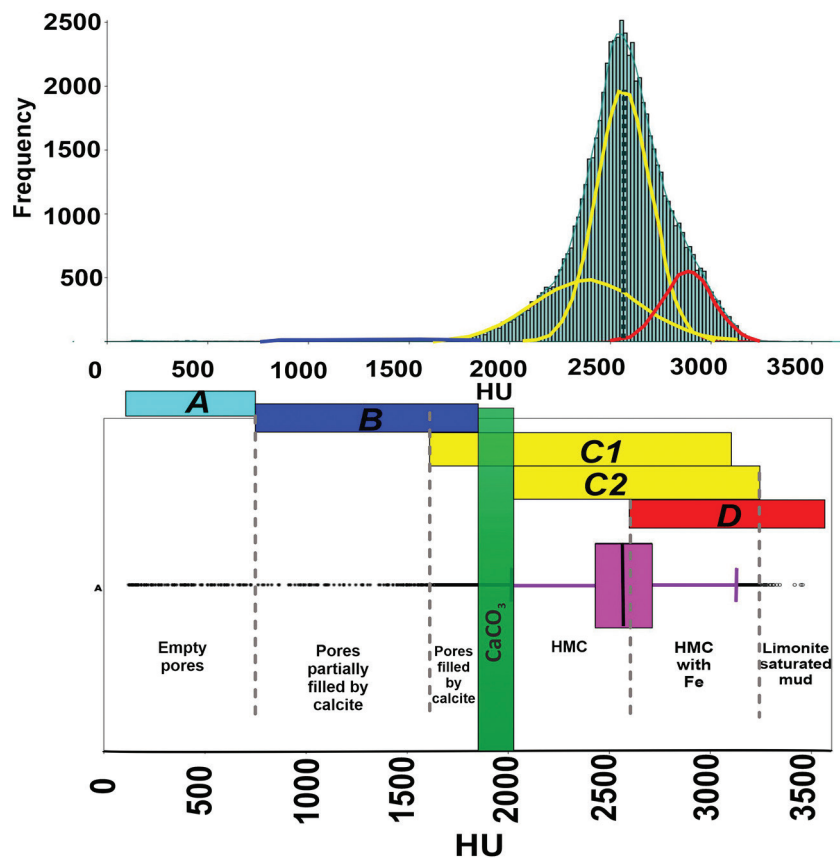 2500
2000
1500
1000
500
Frequency
0 500 1000 1500 2000 2500 3000 3500
HU
A
B
C1
C2
D
CaCO3
A
Empty
pores
Pores
partially
filled by
calcite
Pores
filled
by
calcite
HMC
HMC
with
Fe
Limonite
saturated
mud
0 500 1000 1500 2000 2500 3000 3500
HU